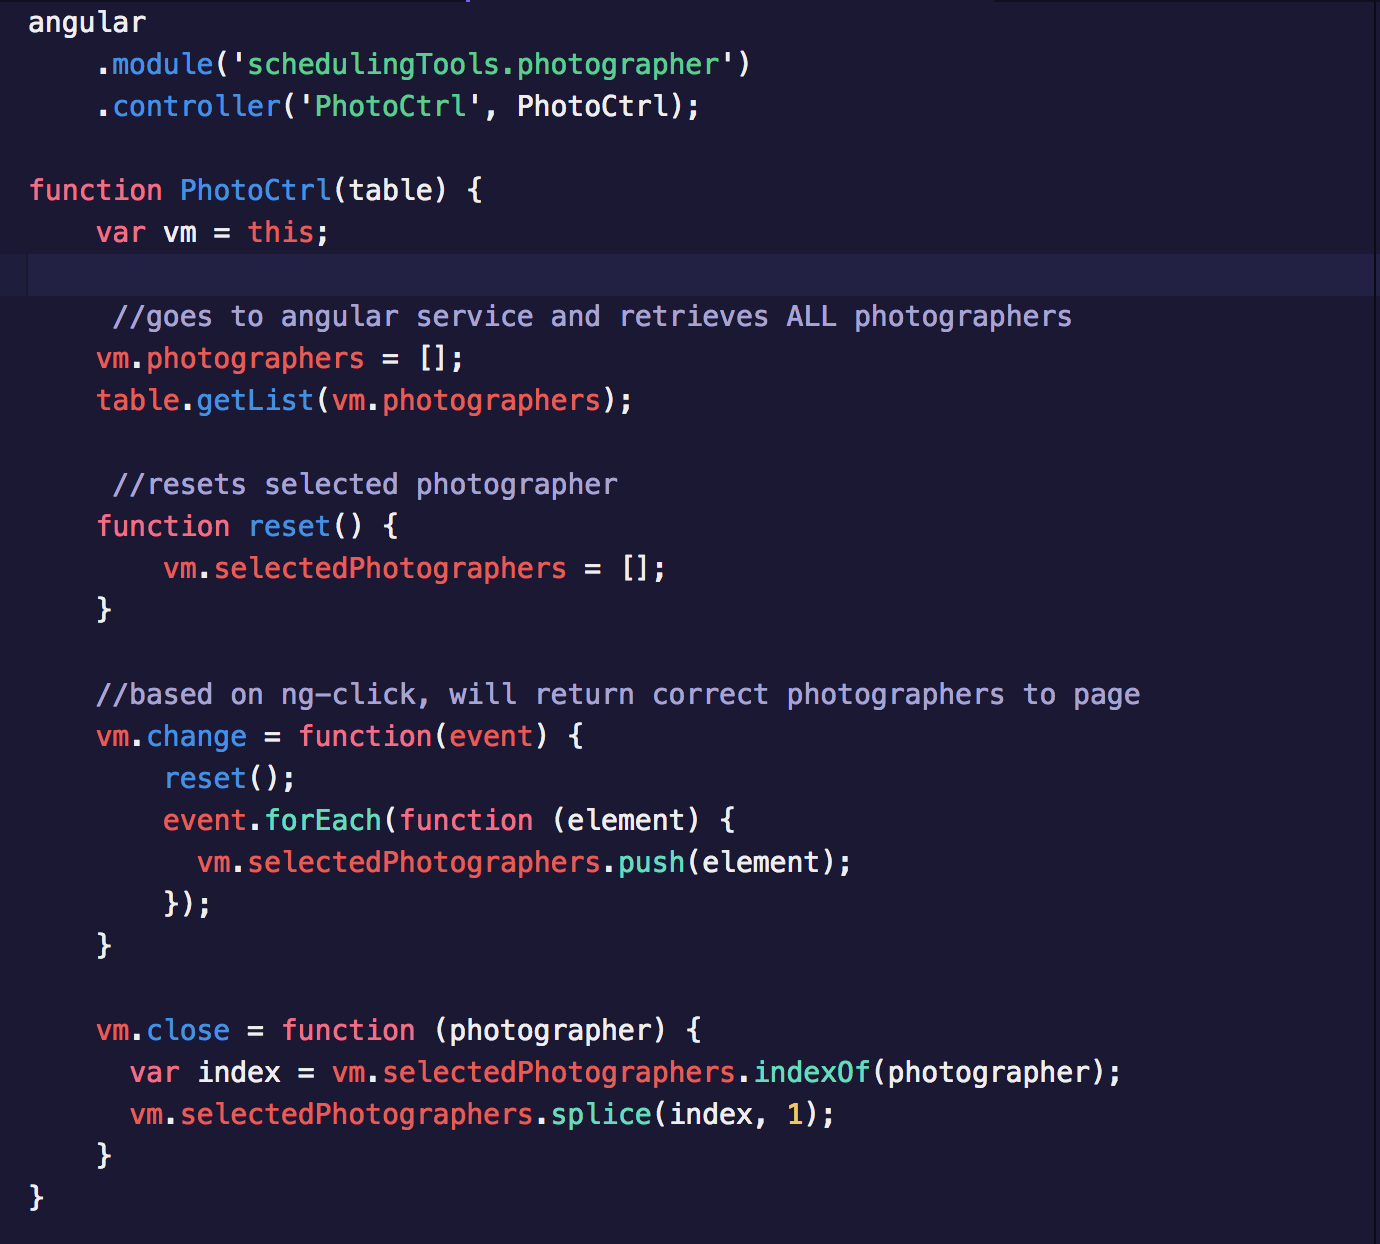 angular
    .module('schedulingTools.photographer')
    .controller('PhotoCtrl', PhotoCtrl);

function PhotoCtrl(table) {
    var vm = this;

     //goes to angular service and retrieves ALL photographers
    vm.photographers = [];
    table.getList(vm.photographers);

     //resets selected photographer
    function reset() {
        vm.selectedPhotographers = [];
    }

    //based on ng-click, will return correct photographers to page
    vm.change = function(event) {
        reset();
        event.forEach(function (element) {
          vm.selectedPhotographers.push(element);
        });
    }

    vm.close = function (photographer) {
      var index = vm.selectedPhotographers.indexOf(photographer);
      vm.selectedPhotographers.splice(index, 1);
    }
}